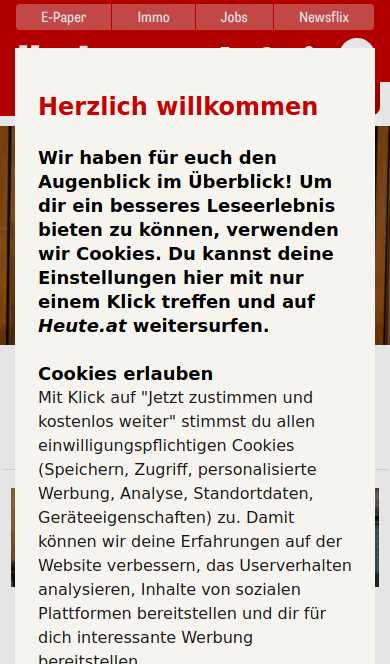 E-Paper
Immo
Jobs
Newsflix
Herzlich willkommen
Wir haben für euch den
Augenblick im Überblick! Um
dir ein besseres Leseerlebnis
bieten zu können, verwenden
wir Cookies. Du kannst deine
Einstellungen hier mit nur
einem Klick treffen und auf
Heute.at weitersurfen.
Cookies erlauben
Mit Klick auf "Jetzt zustimmen und
kostenlos weiter" stimmst du allen
einwilligungspflichtigen Cookies
(Speichern, Zugriff, personalisierte
Werbung, Analyse, Standortdaten,
Geräteeigenschaften) zu. Damit
können wir deine Erfahrungen auf der
Website verbessern, das Userverhalten
analysieren, Inhalte von sozialen
Plattformen bereitstellen und dir für
dich interessante Werbung
bereitstellen.